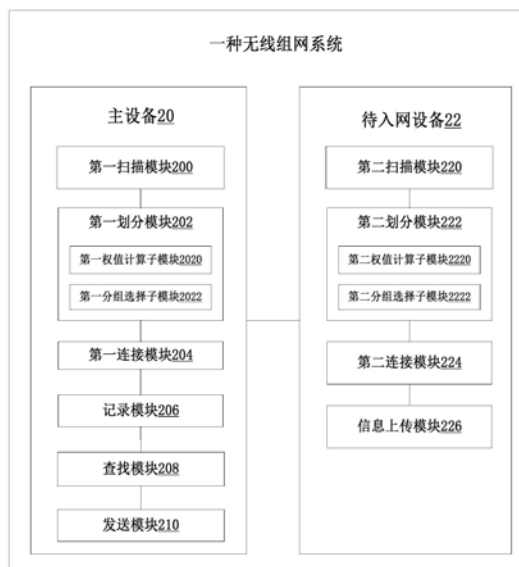 一种无线组网系统
主设备20
第一扫描模块200
第一划分模块202
第一权值计算子模块2020
第一分组选择子模块2022
第一连接模块204
记录模块206
查找模块208
发送模块210
待入网设备22
第二扫描模块220
第二划分模块222
第二权值计算子模块2220
第二分组选择子模块2222
第二连接模块224
信息上传模块226